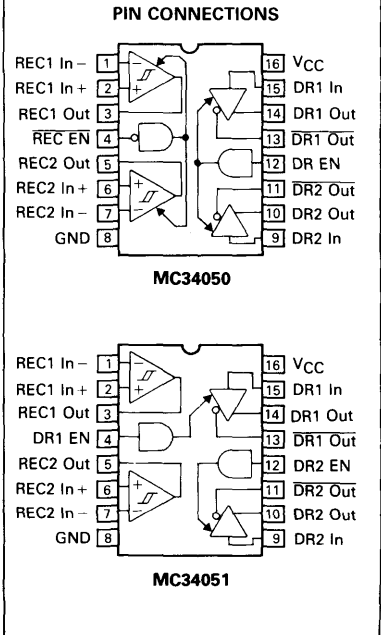 PIN CONNECTIONS
REC1 In− 1 16 VCC
REC1 In+ 2 15 DR1 In
REC1 Out 3 14 DR1 Out
REC EN 4 13 DR1 Out
REC2 Out 5 12 DR EN
REC2 In+ 6 11 DR2 Out
REC2 In− 7 10 DR2 Out
GND 8 9 DR2 In
MC34050
REC1 In− 1 16 VCC
REC1 In+ 2 15 DR1 In
REC1 Out 3 14 DR1 Out
DR1 EN 4 13 DR1 Out
REC2 Out 5 12 DR2 EN
REC2 In+ 6 11 DR2 Out
REC2 In− 7 10 DR2 Out
GND 8 9 DR2 In
MC34051